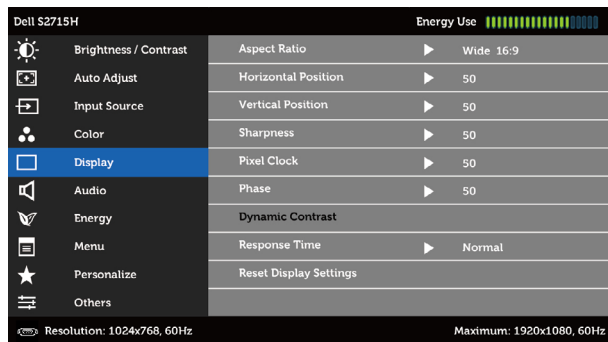 Dell S2715H Energy Use
Brightness / Contrast Aspect Ratio Wide 16:9
Auto Adjust Horizontal Position 50
Input Source Vertical Position 50
Color Sharpness 50
Display Pixel Clock 50
Audio Phase 50
Energy Dynamic Contrast
Menu Response Time Normal
Personalize Reset Display Settings
Others
Resolution: 1024x768, 60Hz Maximum: 1920x1080, 60Hz